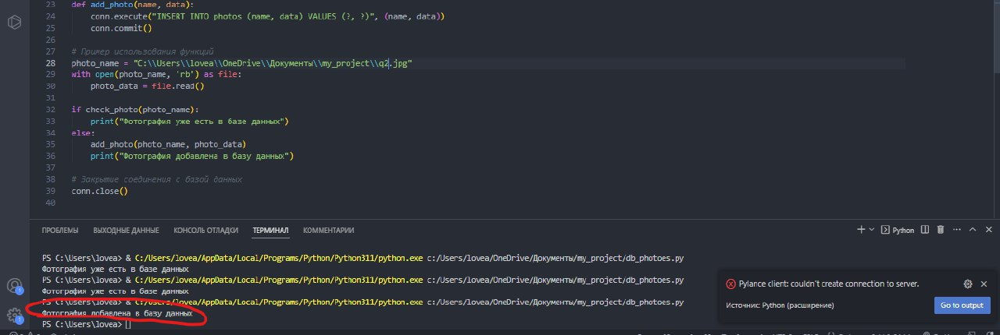 23 def add_photo(name, data):
24 conn.execute("INSERT INTO photos (name, data) VALUES (?, ?)", (name, data))
25 conn.commit()
26
27 # Пример использования функций
28 photo_name = "C:\\Users\\lovea\\OneDrive\\Документы\\my_project\\q2.jpg"
29 with open(photo_name, 'rb') as file:
30 photo_data = file.read()
31
32 if check_photo(photo_name):
33 print("Фотография уже есть в базе данных")
34 else:
35 add_photo(photo_name, photo_data)
36 print("Фотография добавлена в базу данных")
37
38 # Закрытие соединения с базой данных
39 conn.close()
40
ПРОБЛЕМЫ ВЫХОДНЫЕ ДАННЫЕ КОНСОЛЬ ОТЛАДКИ ТЕРМИНАЛ КОММЕНТАРИИ Python
PS C:\Users\lovea> & C:/Users/lovea/AppData/Local/Programs/Python/Python311/python.exe c:/Users/lovea/OneDrive/Документы/my_project/db_photoes.py
Фотография уже есть в базе данных
PS C:\Users\lovea> & C:/Users/lovea/AppData/Local/Programs/Python/Python311/python.exe c:/Users/lovea/OneDrive/Документы/my_project/db_photoes.py
Фотография уже есть в базе данных
PS C:\Users\lovea> & C:/Users/lovea/AppData/Local/Programs/Python/Python311/python.exe c:/Users/lovea/OneDrive/Документы/my_project/db_photoes.py
Фотография добавлена в базу данных
PS C:\Users\lovea>
Pylance client: couldn't create connection to server.
Источник: Python (расширение) Go to output
1
1